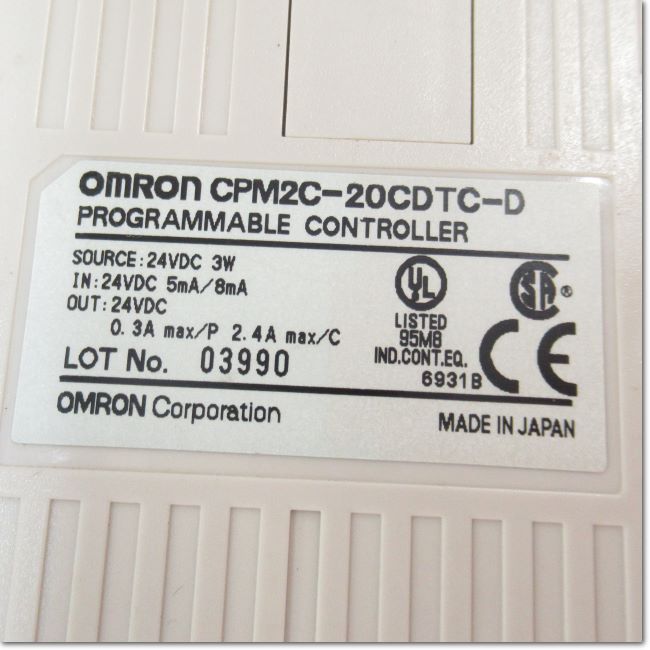 OMRON CPM2C-20CDTC-D
PROGRAMMABLE CONTROLLER
SOURCE:24VDC 3W
IN:24VDC 5mA/8mA
OUT:24VDC
0.3A max/P 2.4A max/C
LOT No. 03990
UL
LISTED
95M8
IND.CONT.EQ.
6931B
SA ®
CE
OMRON Corporation
MADE IN JAPAN